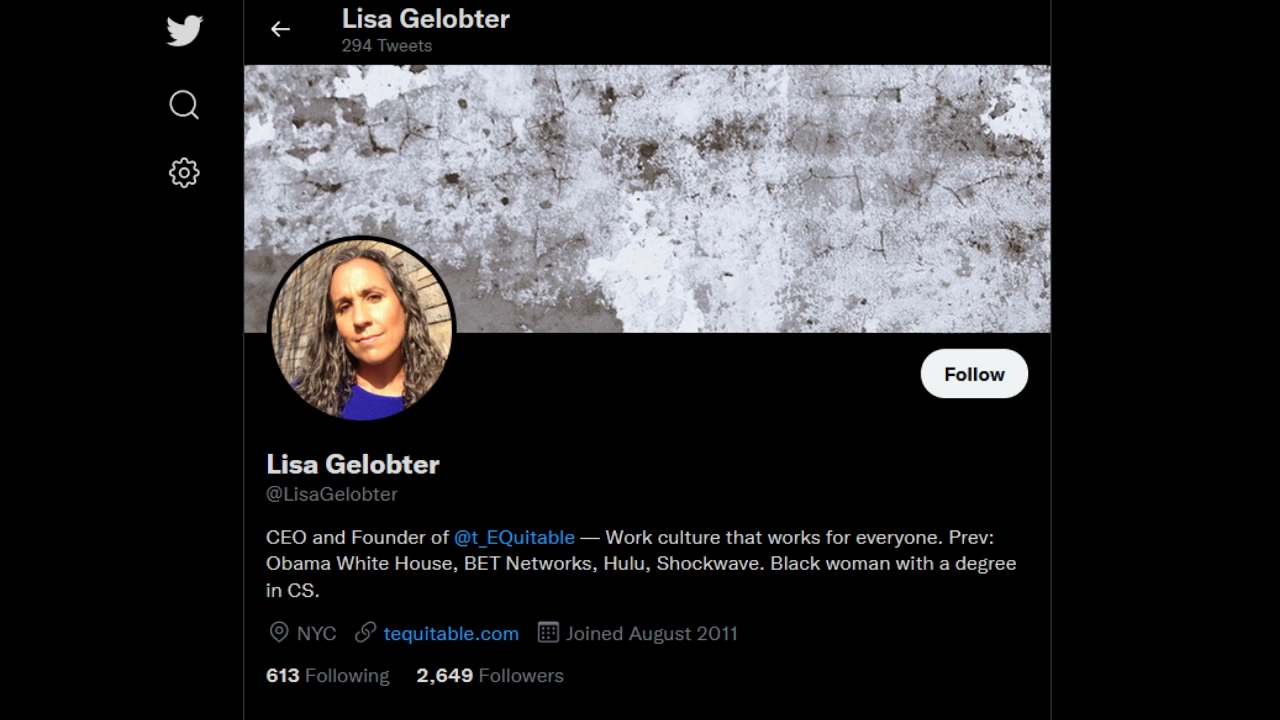 Lisa Gelobter
294 Tweets
Follow
Lisa Gelobter
@LisaGelobter
CEO and Founder of @t_EQuitable — Work culture that works for everyone. Prev:
Obama White House, BET Networks, Hulu, Shockwave. Black woman with a degree
in CS.
NYC tequitable.com Joined August 2011
613 Following 2,649 Followers